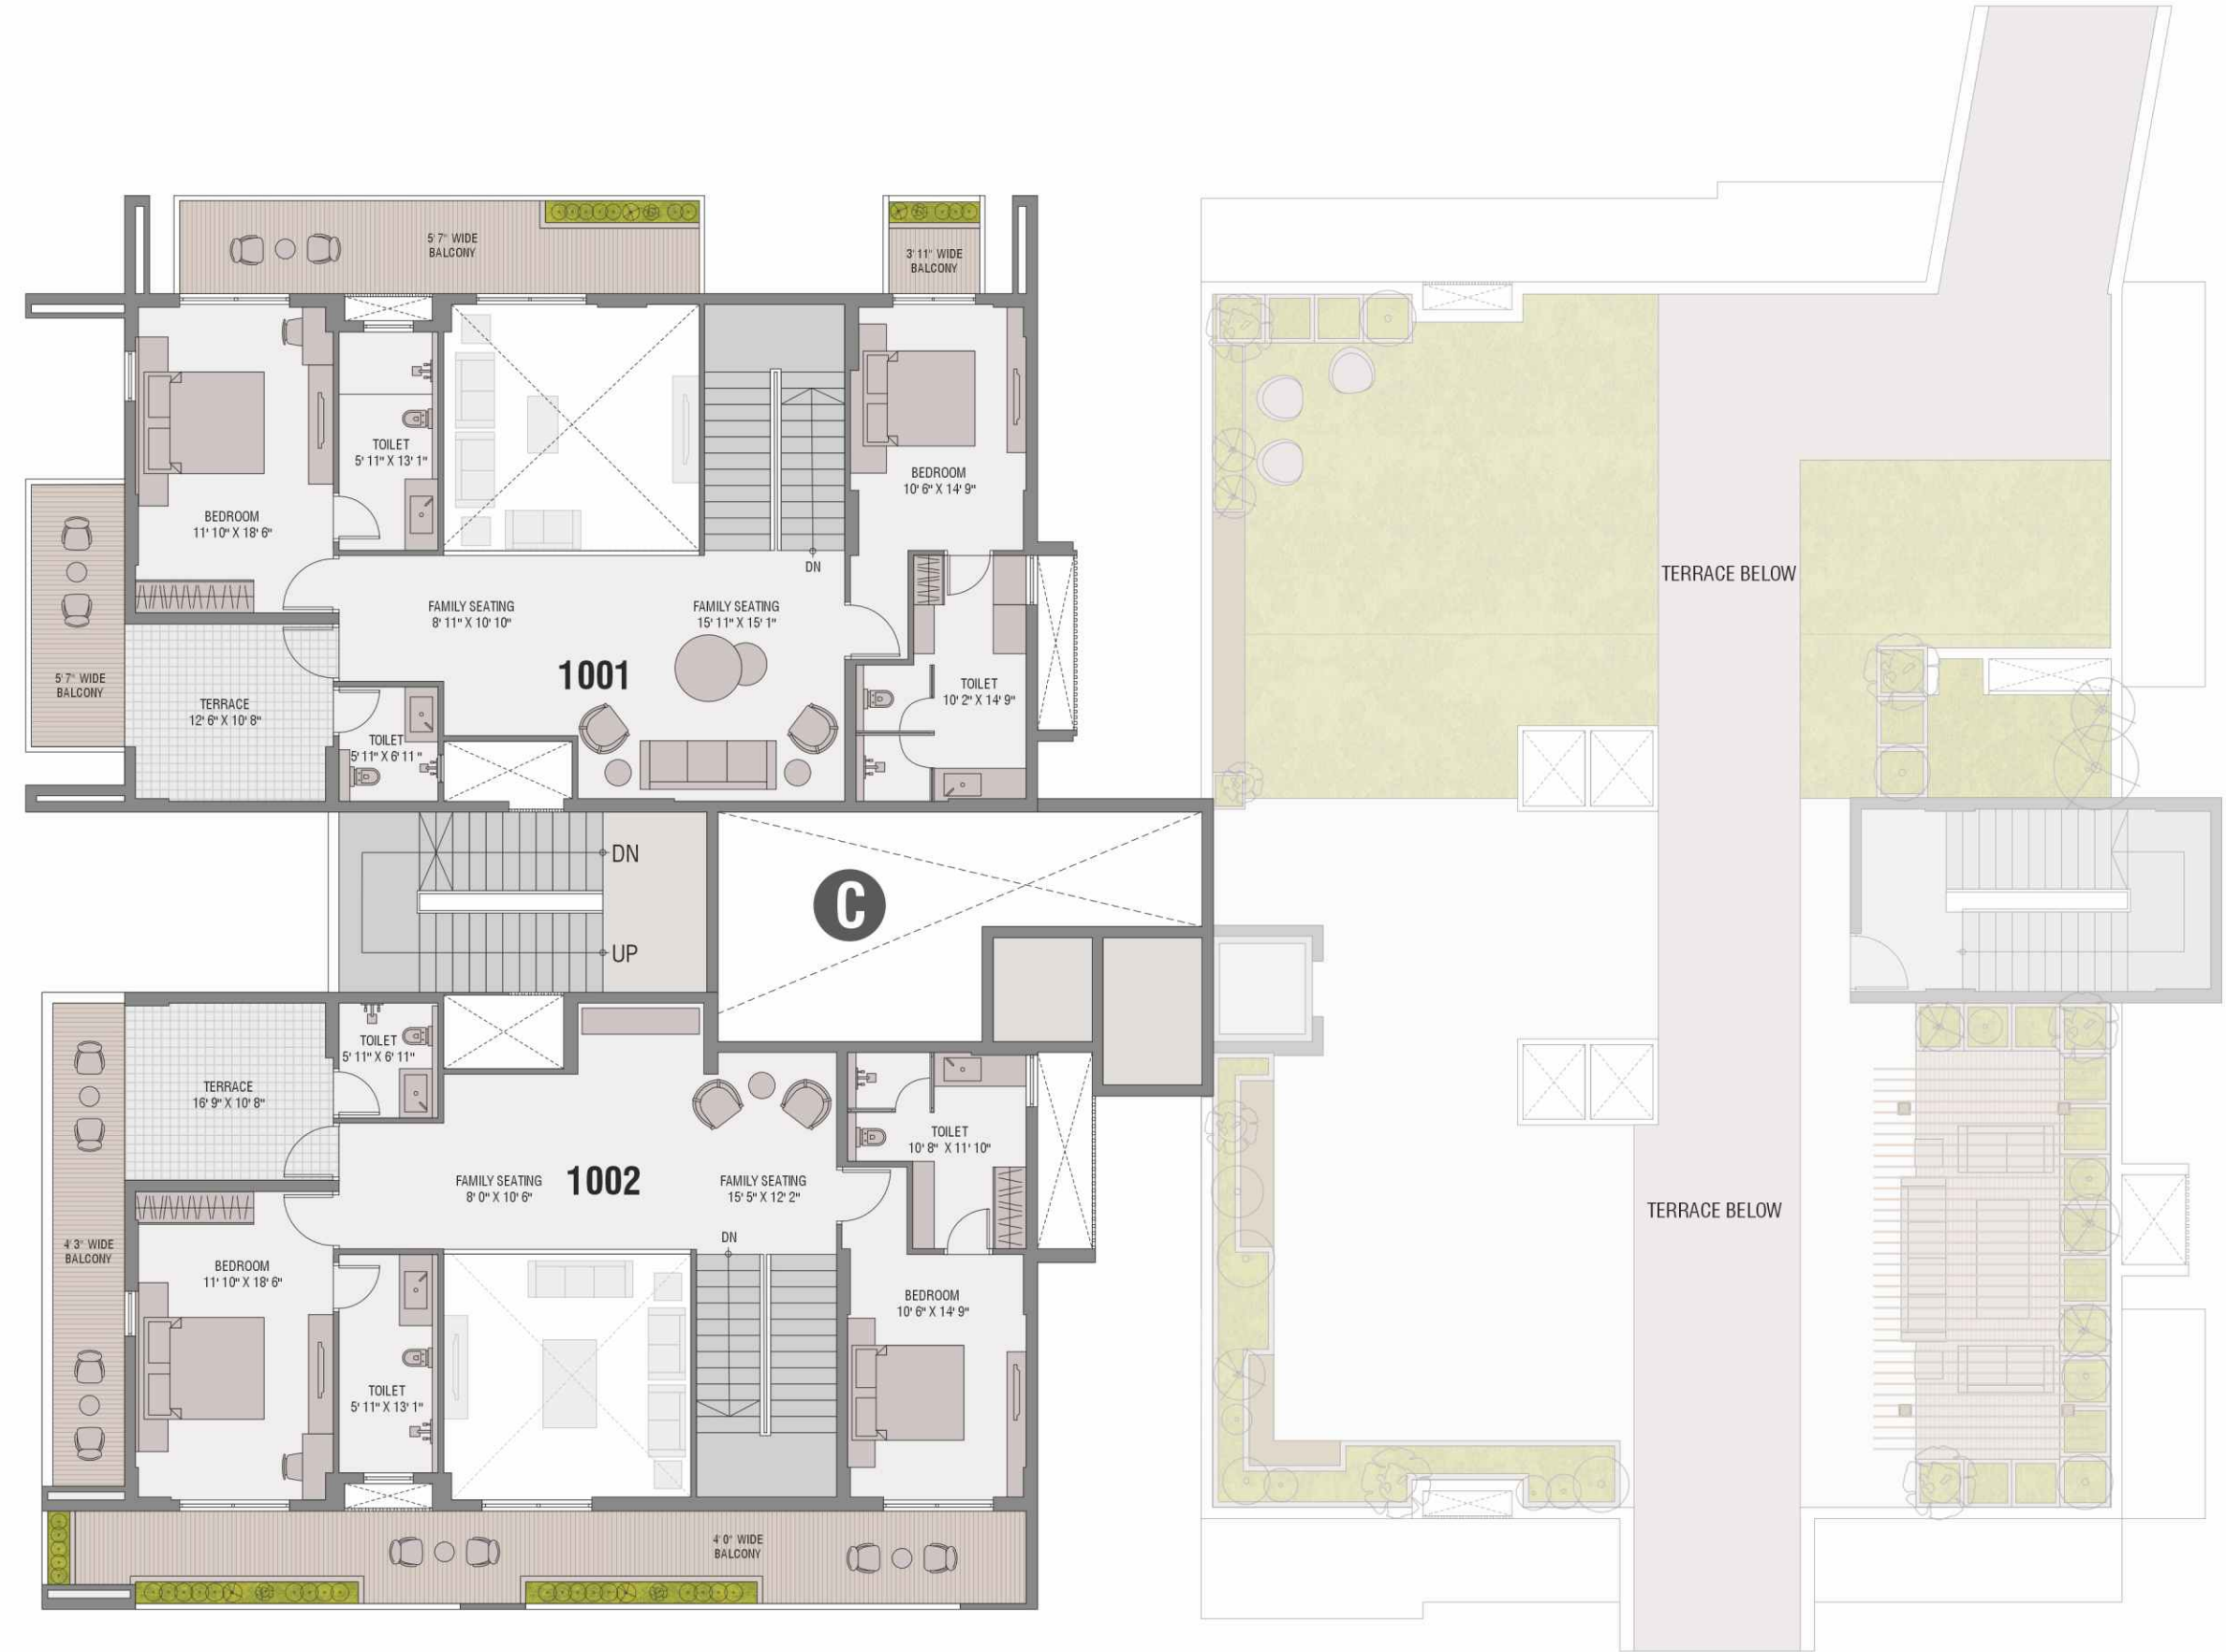 5' 7" WIDE
BALCONY
3' 11" WIDE
BALCONY
TOILET
5' 11" X 13' 1"
BEDROOM
11' 10" X 18' 6"
BEDROOM
10' 6" X 14' 9"
DN
FAMILY SEATING
8' 11" X 10' 10"
FAMILY SEATING
15' 11" X 15' 1"
1001
5' 7" WIDE
BALCONY
TERRACE
12' 6" X 10' 8"
TOILET
5' 11" X 6' 11"
TOILET
10' 2" X 14' 9"
TERRACE BELOW
DN
UP
C
TERRACE
16' 9" X 10' 8"
TOILET
5' 11" X 6' 11"
TOILET
10' 8" X 11' 10"
FAMILY SEATING
8' 0" X 10' 6"
1002
FAMILY SEATING
15' 5" X 12' 2"
DN
4' 3" WIDE
BALCONY
BEDROOM
11' 10" X 18' 6"
BEDROOM
10' 6" X 14' 9"
TOILET
5' 11" X 13' 1"
TERRACE BELOW
4' 0" WIDE
BALCONY